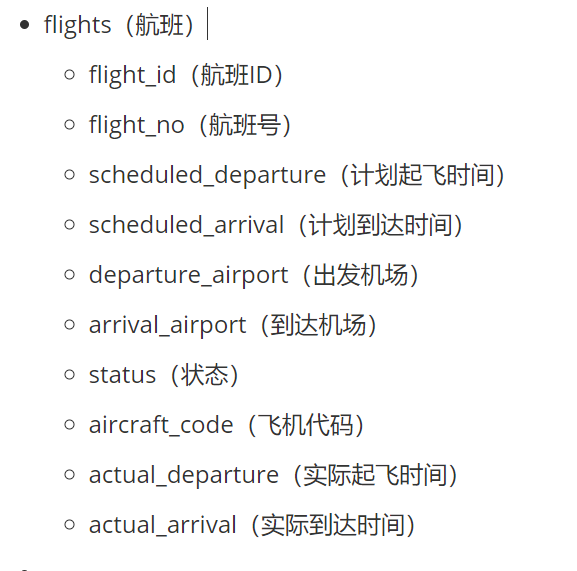 flights（航班）
flight_id（航班ID）
flight_no（航班号）
scheduled_departure（计划起飞时间）
scheduled_arrival（计划到达时间）
departure_airport（出发机场）
arrival_airport（到达机场）
status（状态）
aircraft_code（飞机代码）
actual_departure（实际起飞时间）
actual_arrival（实际到达时间）